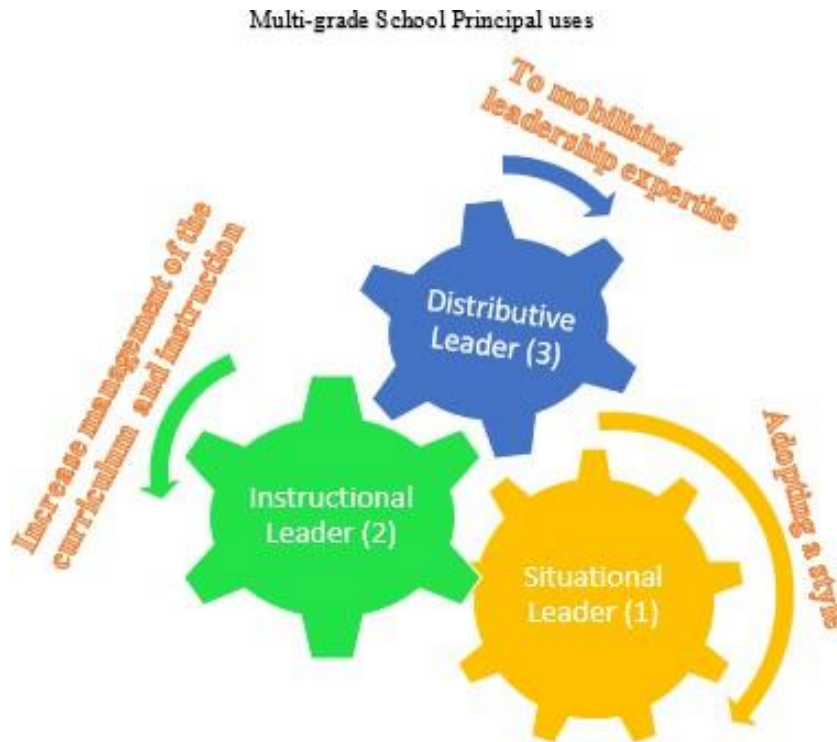 Multi-grade School Principal uses
To mobilising
leadership expertise
Increase management of the
curriculum and instruction
Distributive
Leader (3)
Instructional
Leader (2)
Adopting a style
Situational
Leader (1)